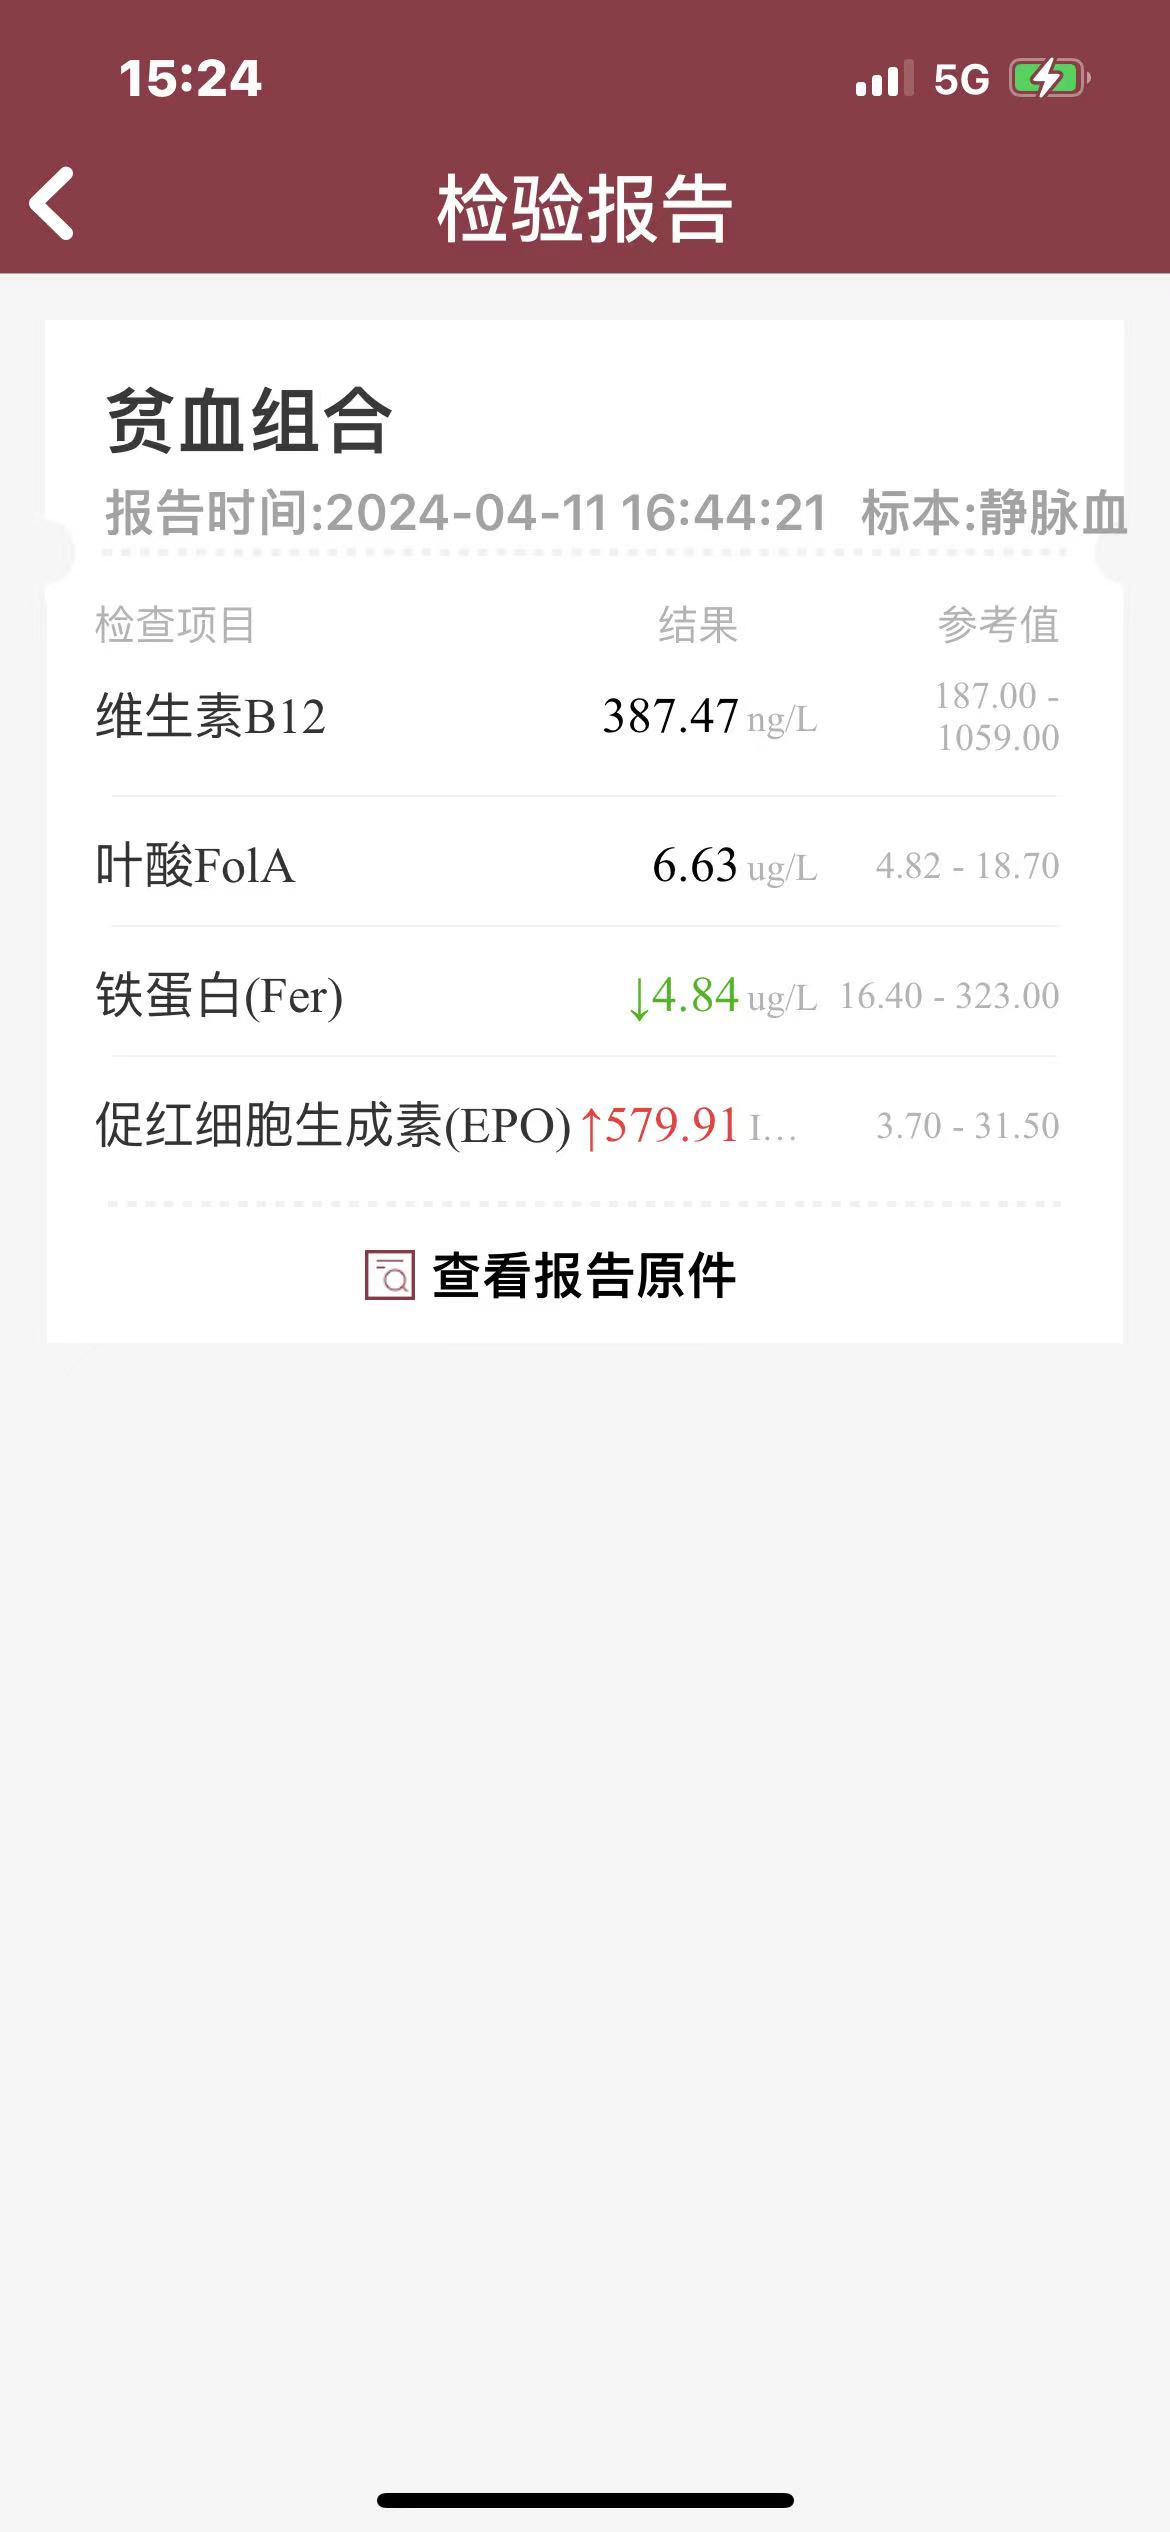 15:24
5G
检验报告
贫血组合
报告时间:2024-04-11 16:44:21 标本:静脉血
检查项目 结果 参考值
维生素B12 387.47 ng/L 187.00 -
1059.00
叶酸FolA 6.63 ug/L 4.82 - 18.70
铁蛋白(Fer) ↓4.84 ug/L 16.40 - 323.00
促红细胞生成素(EPO) ↑579.91 I... 3.70 - 31.50
查看报告原件